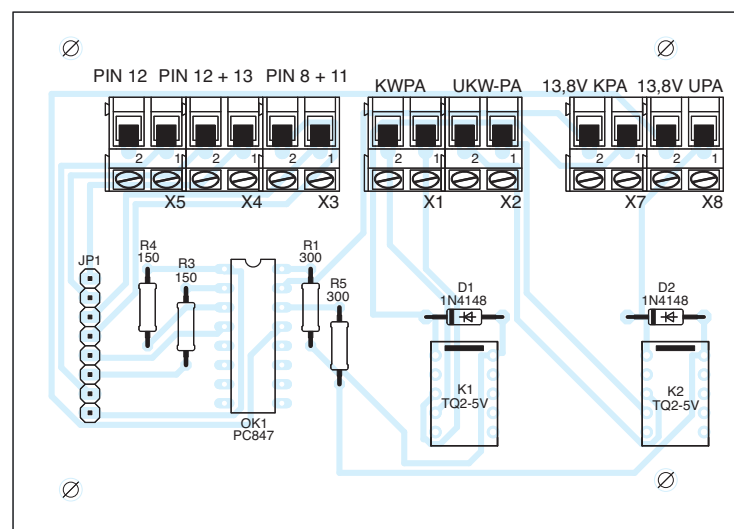 PIN 12 PIN 12 + 13 PIN 8 + 11 KWPA UKW-PA 13,8V KPA 13,8V UPA
2 1 2 1 2 1 2 1 2 1 2 1 2 1
X5 X4 X3 X1 X2 X7 X8
JP1
R4
150
R3
150
R1
300
R5
300
OK1
PC847
D1
1N4148
D2
1N4148
K1
TQ2-5V
K2
TQ2-5V